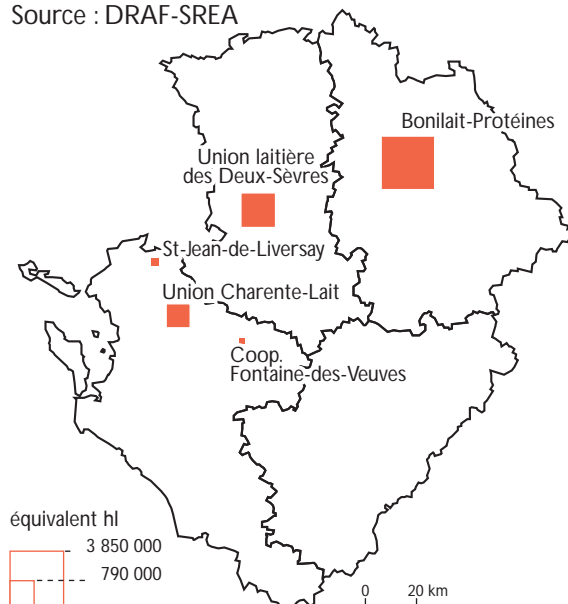 Source : DRAF-SREA
Bonilait-Protéines
Union laitière
des Deux-Sèvres
St-Jean-de-Liversay
Union Charente-Lait
Coop.
Fontaine-des-Veuves
équivalent hl
3 850 000
790 000
0 20 km